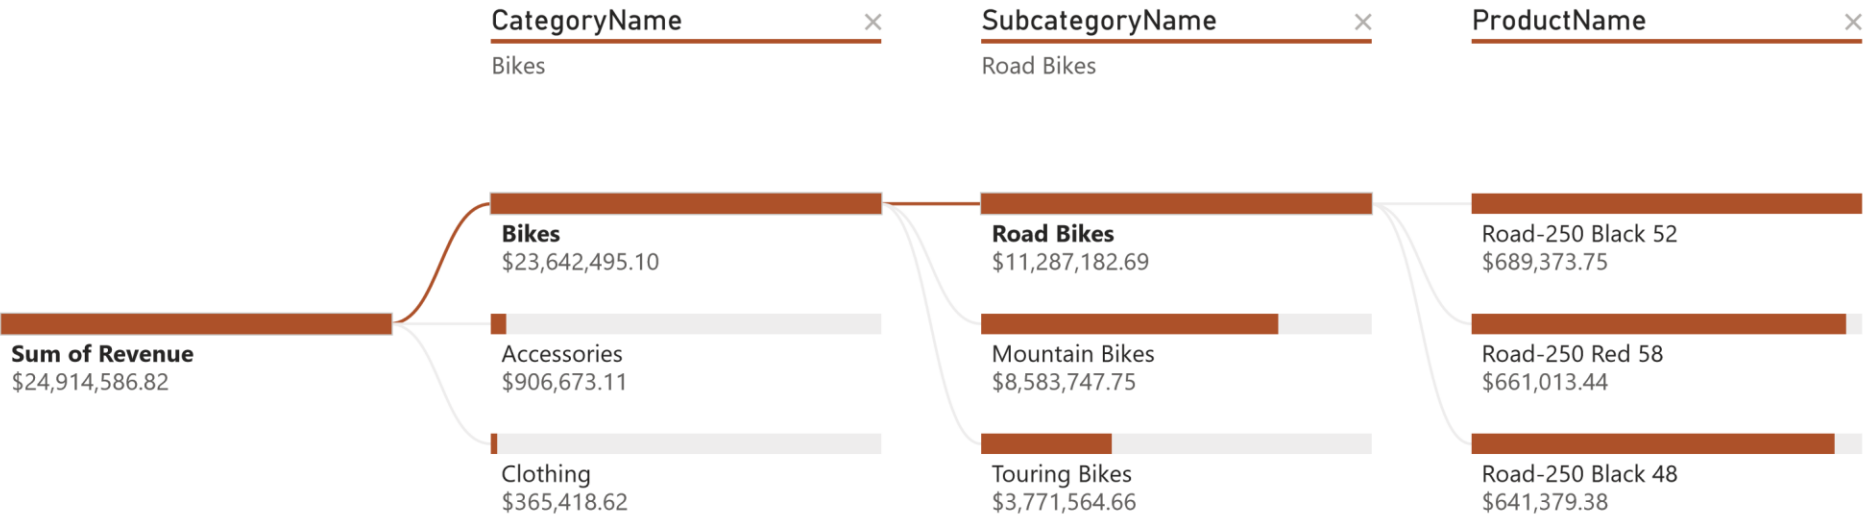 CategoryName
Bikes
SubcategoryName
Road Bikes
ProductName
Sum of Revenue
$24,914,586.82
Bikes
$23,642,495.10
Accessories
$906,673.11
Clothing
$365,418.62
Road Bikes
$11,287,182.69
Mountain Bikes
$8,583,747.75
Touring Bikes
$3,771,564.66
Road-250 Black 52
$689,373.75
Road-250 Red 58
$661,013.44
Road-250 Black 48
$641,379.38